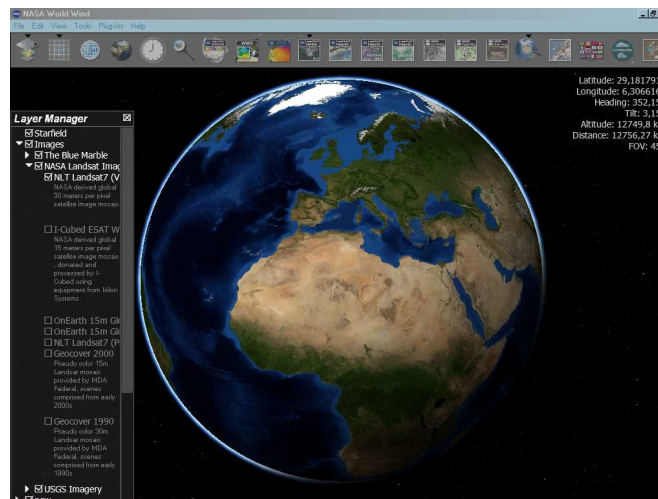 NASA World Wind
File Edit View Tools Plug-Ins Help
Latitude: 29,181793
Longitude: 6,306616
Heading: 352,15
Tilt: 3,15
Altitude: 12749,8 k
Distance: 12756,27 k
FOV: 45
Layer Manager
Starfield
Images
The Blue Marble
NASA Landsat Imag
NLT Landsat7 (V
NASA derived global
30 meters per pixel
satellite image mosaic
I-Cubed ESAT W
NASA derived global
15 meters per pixel
satellite image mosaic
, donated and
processed by I-
Cubed using
equipment from Isilon
Systems.
OnEarth 15m Gl
OnEarth 15m Gl
NLT Landsat7 (P
Geocover 2000
Pseudo color 15m
Landsat mosaic
provided by MDA
Federal, scenes
comprised from early
2000s
Geocover 1990
Pseudo color 30m
Landsat mosaic
provided by MDA
Federal, scenes
comprised from early
1990s
USGS Imagery